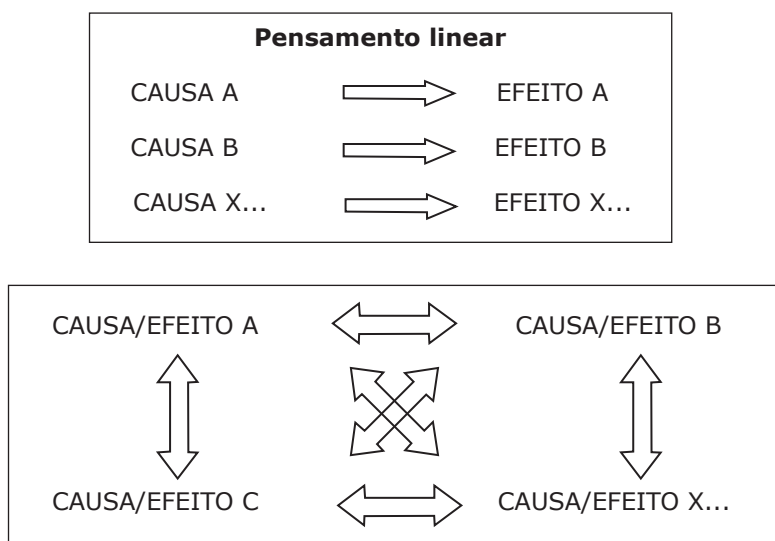 Pensamento linear
CAUSA A EFEITO A
CAUSA B EFEITO B
CAUSA X... EFEITO X...
CAUSA/EFEITO A CAUSA/EFEITO B
CAUSA/EFEITO C CAUSA/EFEITO X...